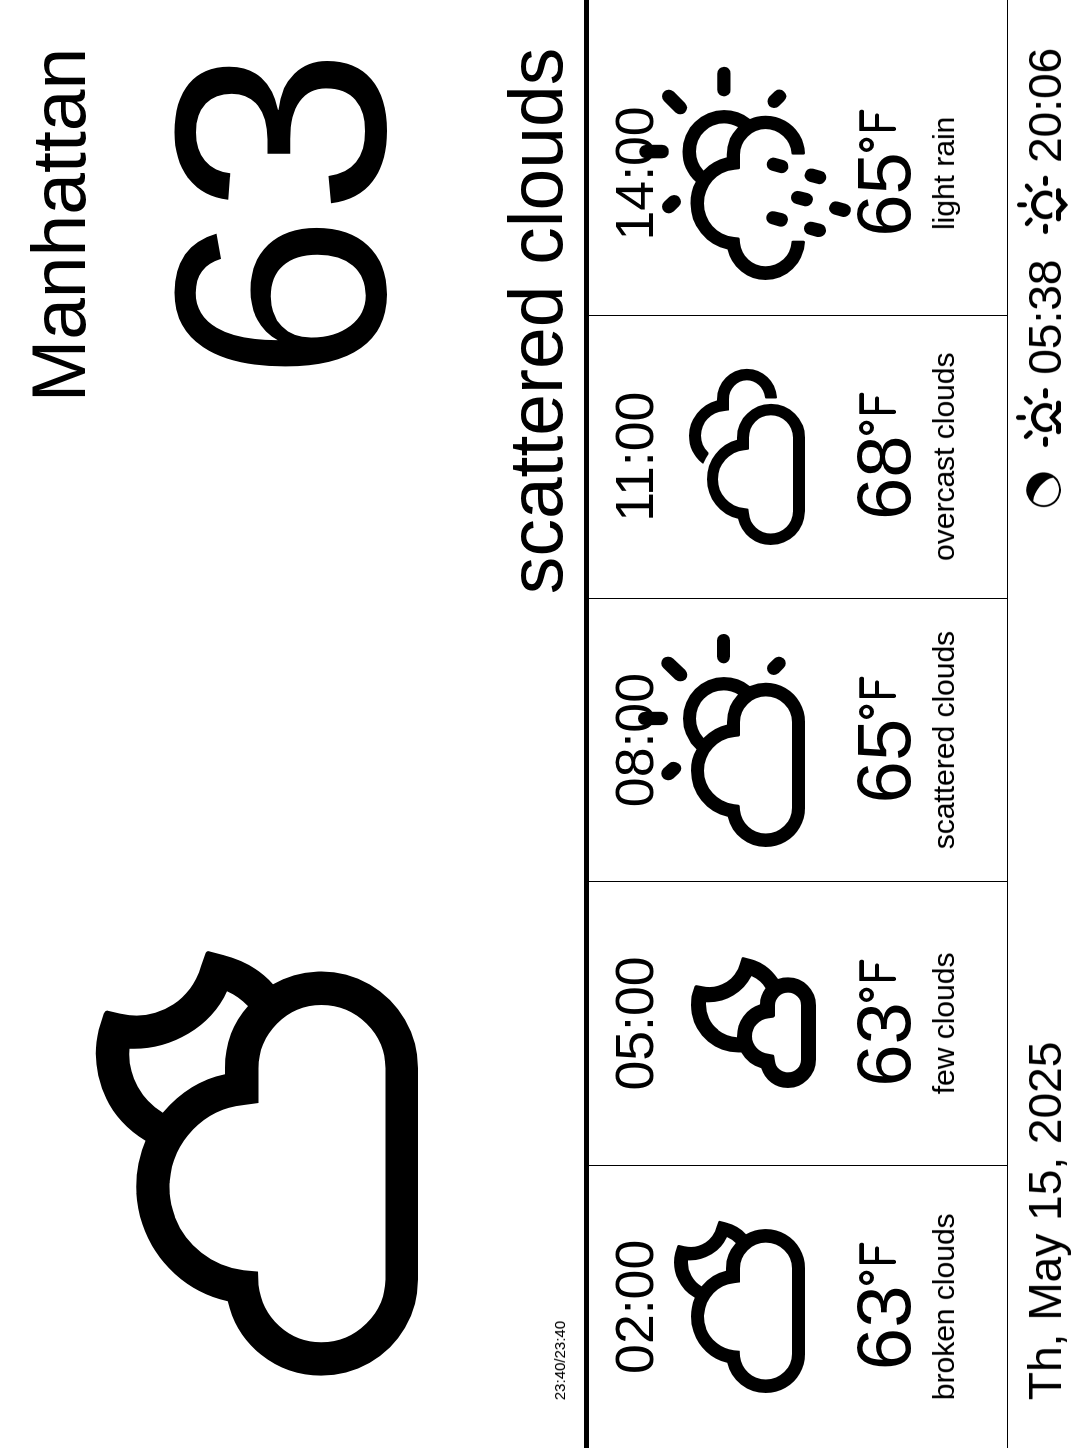 Manhattan
63
scattered clouds
23:40/23:40
02:00
63°F
broken clouds
05:00
63°F
few clouds
08:00
65°F
scattered clouds
11:00
68°F
overcast clouds
14:00
65°F
light rain
Th, May 15, 2025
05:38 20:06